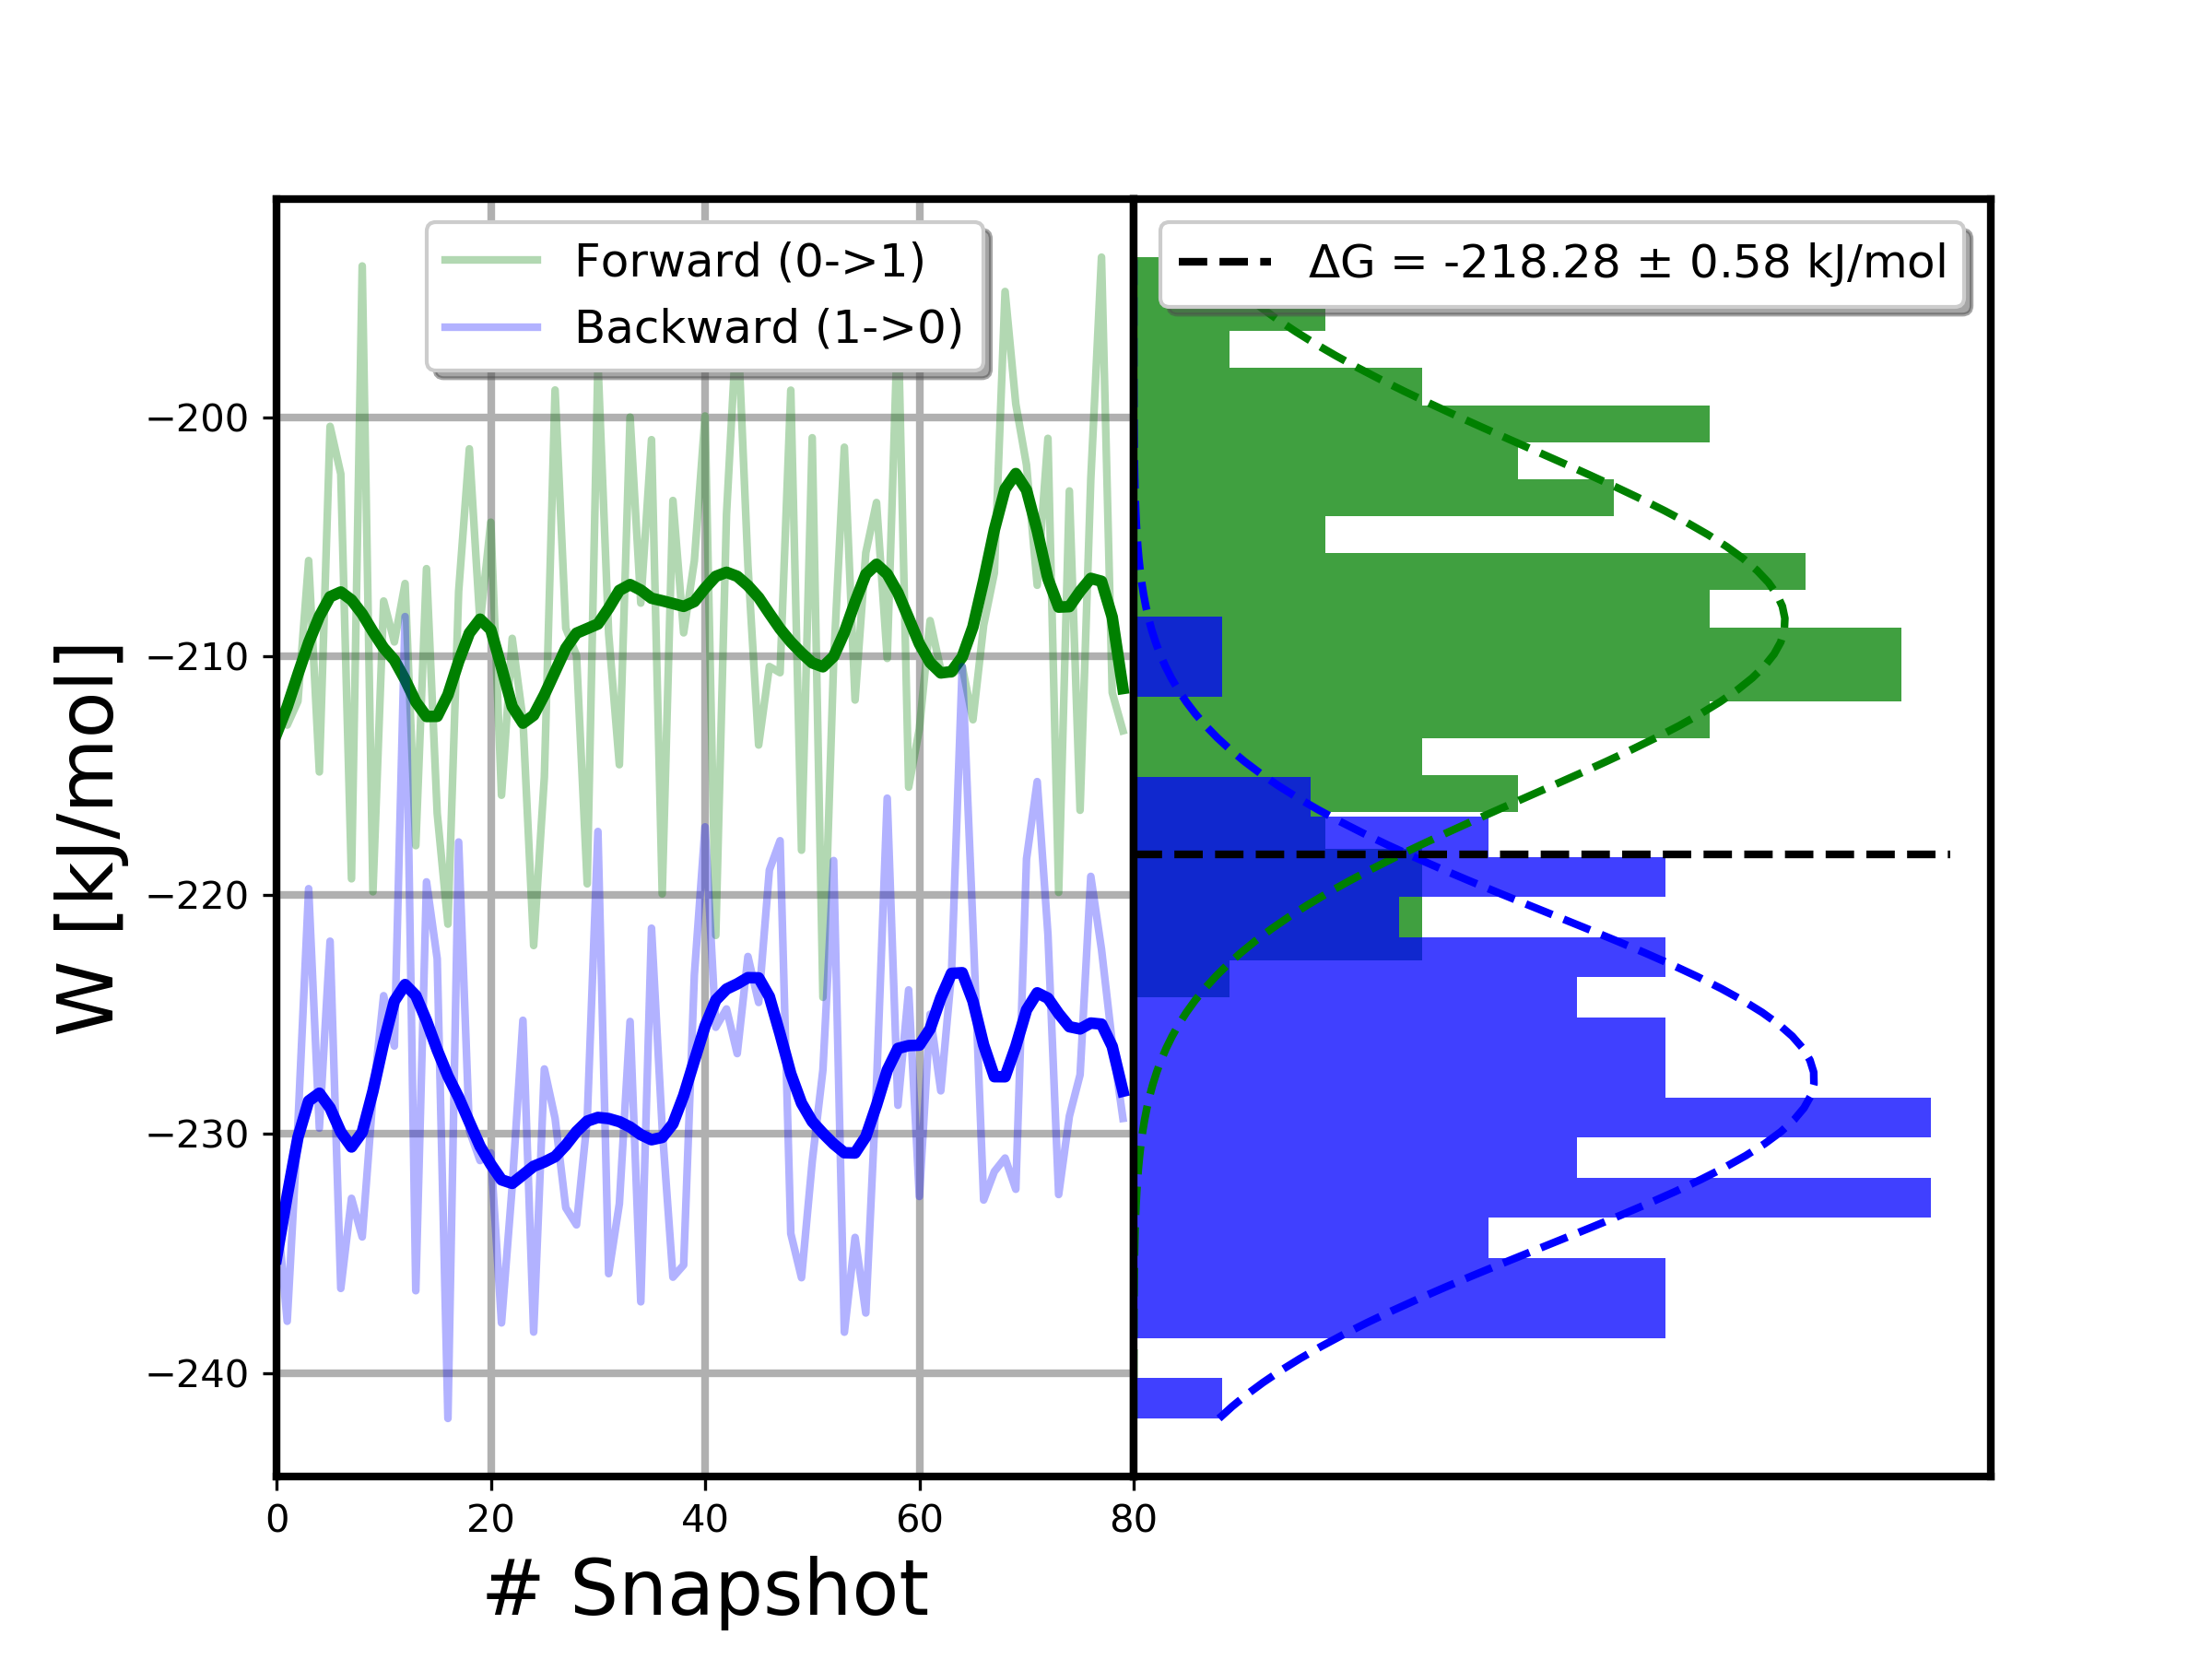 Forward (0->1)
Backward (1->0)
ΔG = -218.28 ± 0.58 kJ/mol
W [kJ/mol]
−200
−210
−220
−230
−240
0 20 40 60 80
# Snapshot